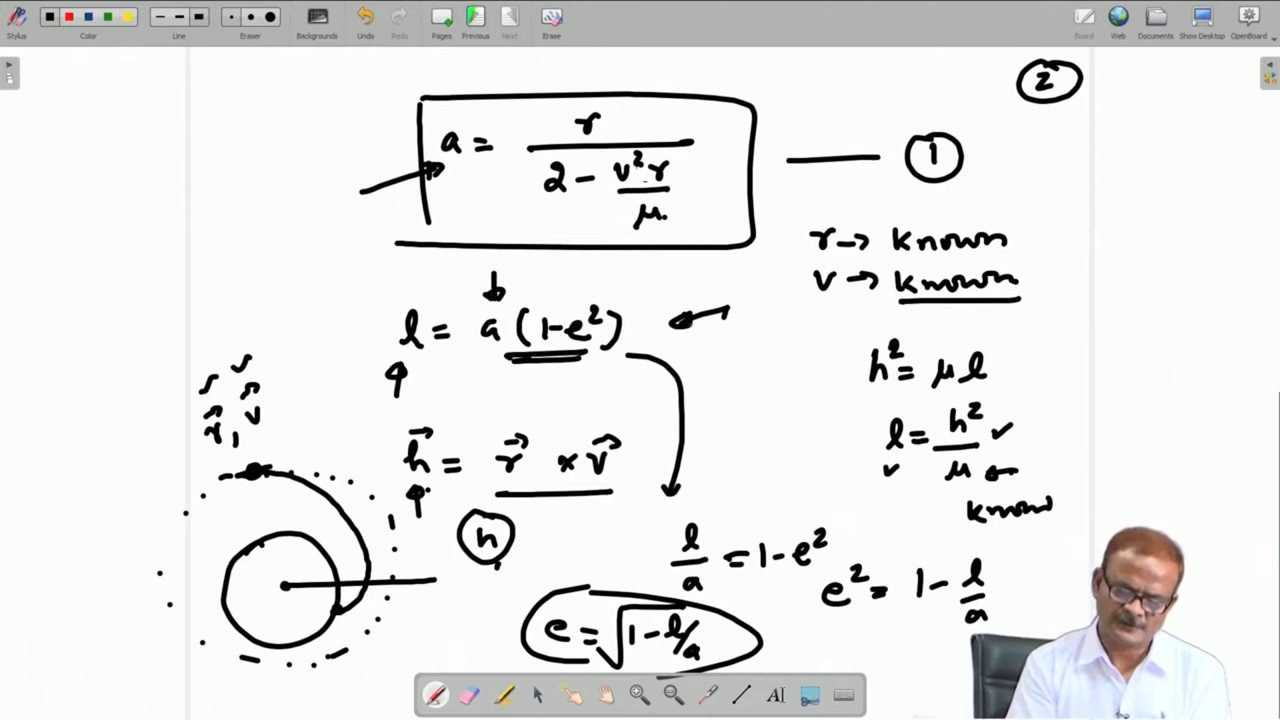 Stylus
Color
Line
Eraser
Backgrounds
Undo
Redo
Pages
Previous
Next
Erase
Board
Web
Documents
Show Desktop
OpenBoard
2
a = r / (2 - v²r/μ)
1
r → known
v → known
l = a(1-e²)
h² = μl
l = h²/μ
known
r⃗, v⃗
h⃗ = r⃗ × v⃗
h
l/a = 1-e²
e² = 1 - l/a
e = √(1-l/a)
AI